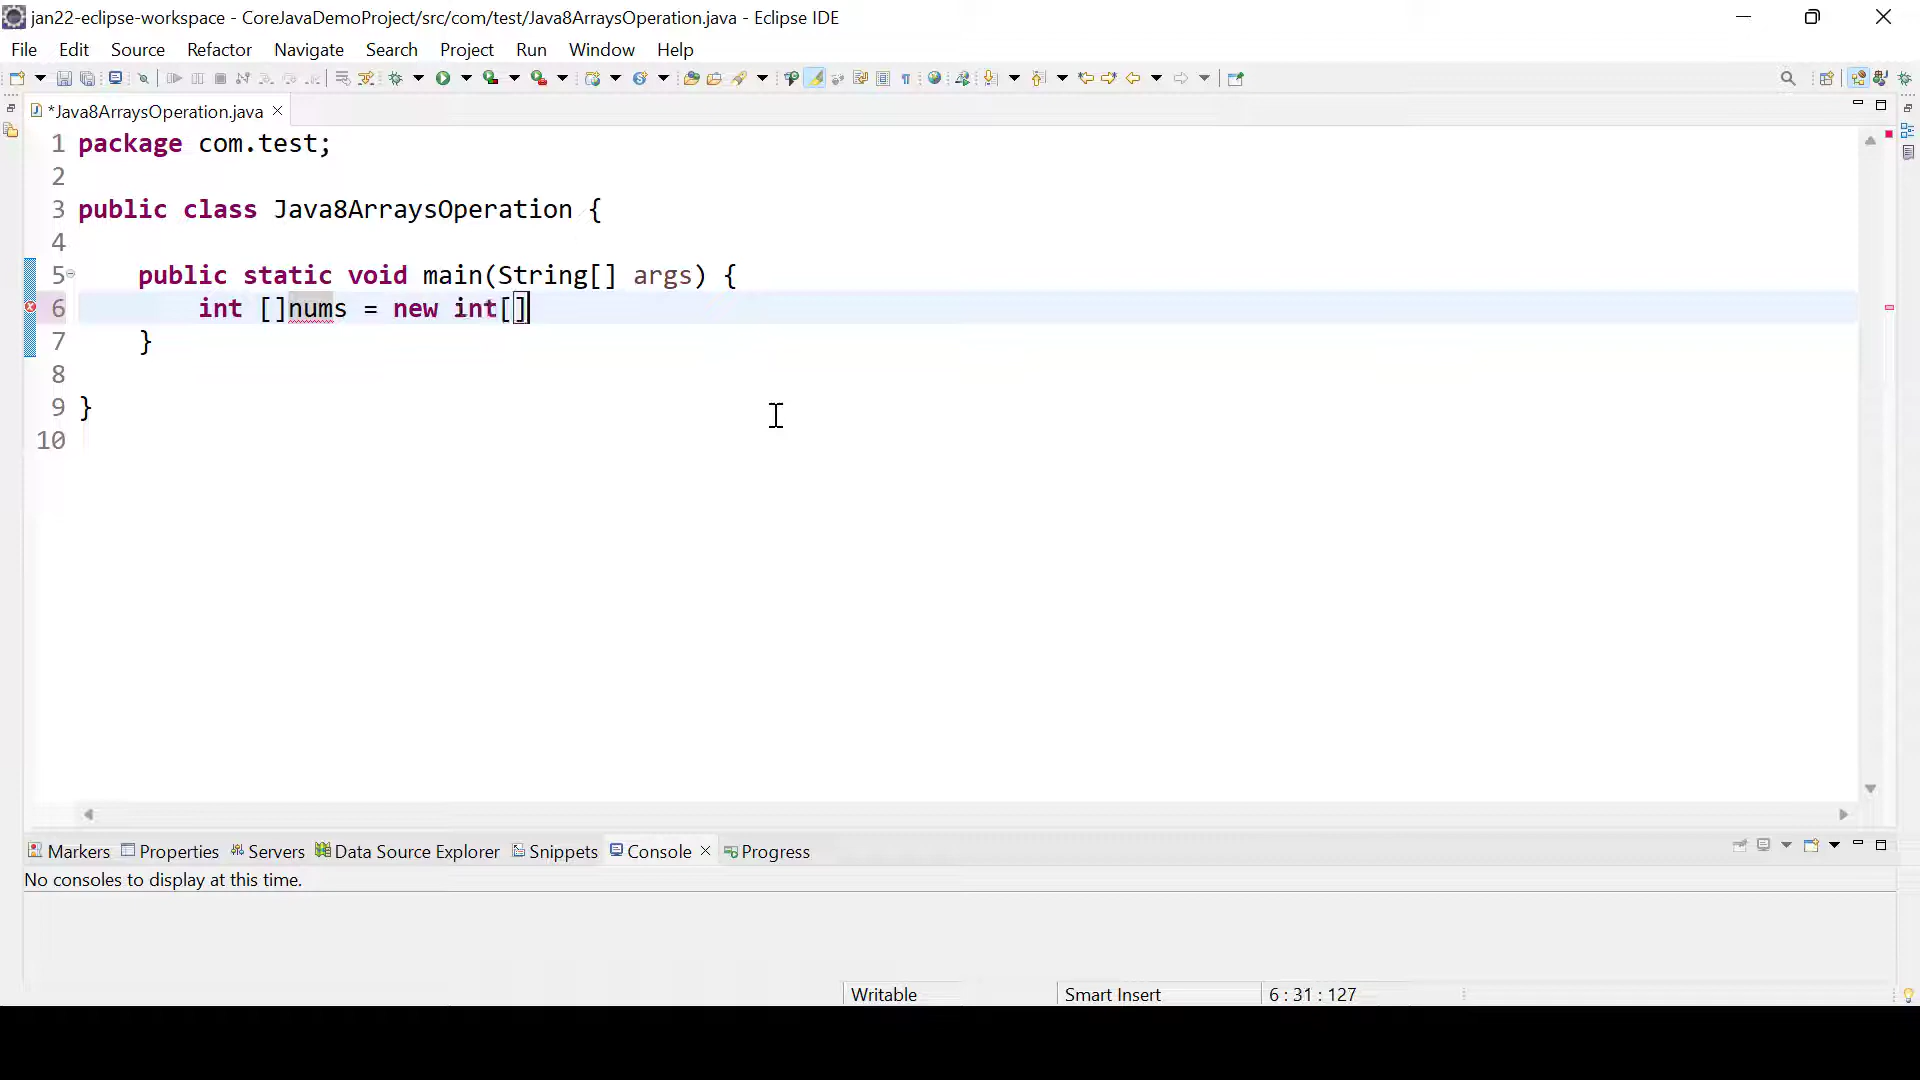 jan22-eclipse-workspace - CoreJavaDemoProject/src/com/test/Java8ArraysOperation.java - Eclipse IDE
File Edit Source Refactor Navigate Search Project Run Window Help
*Java8ArraysOperation.java
1 package com.test;
2
3 public class Java8ArraysOperation {
4
5 public static void main(String[] args) {
6 int []nums = new int[]
7 }
8
9 }
10
Markers Properties Servers Data Source Explorer Snippets Console Progress
No consoles to display at this time.
Writable Smart Insert 6 : 31 : 127